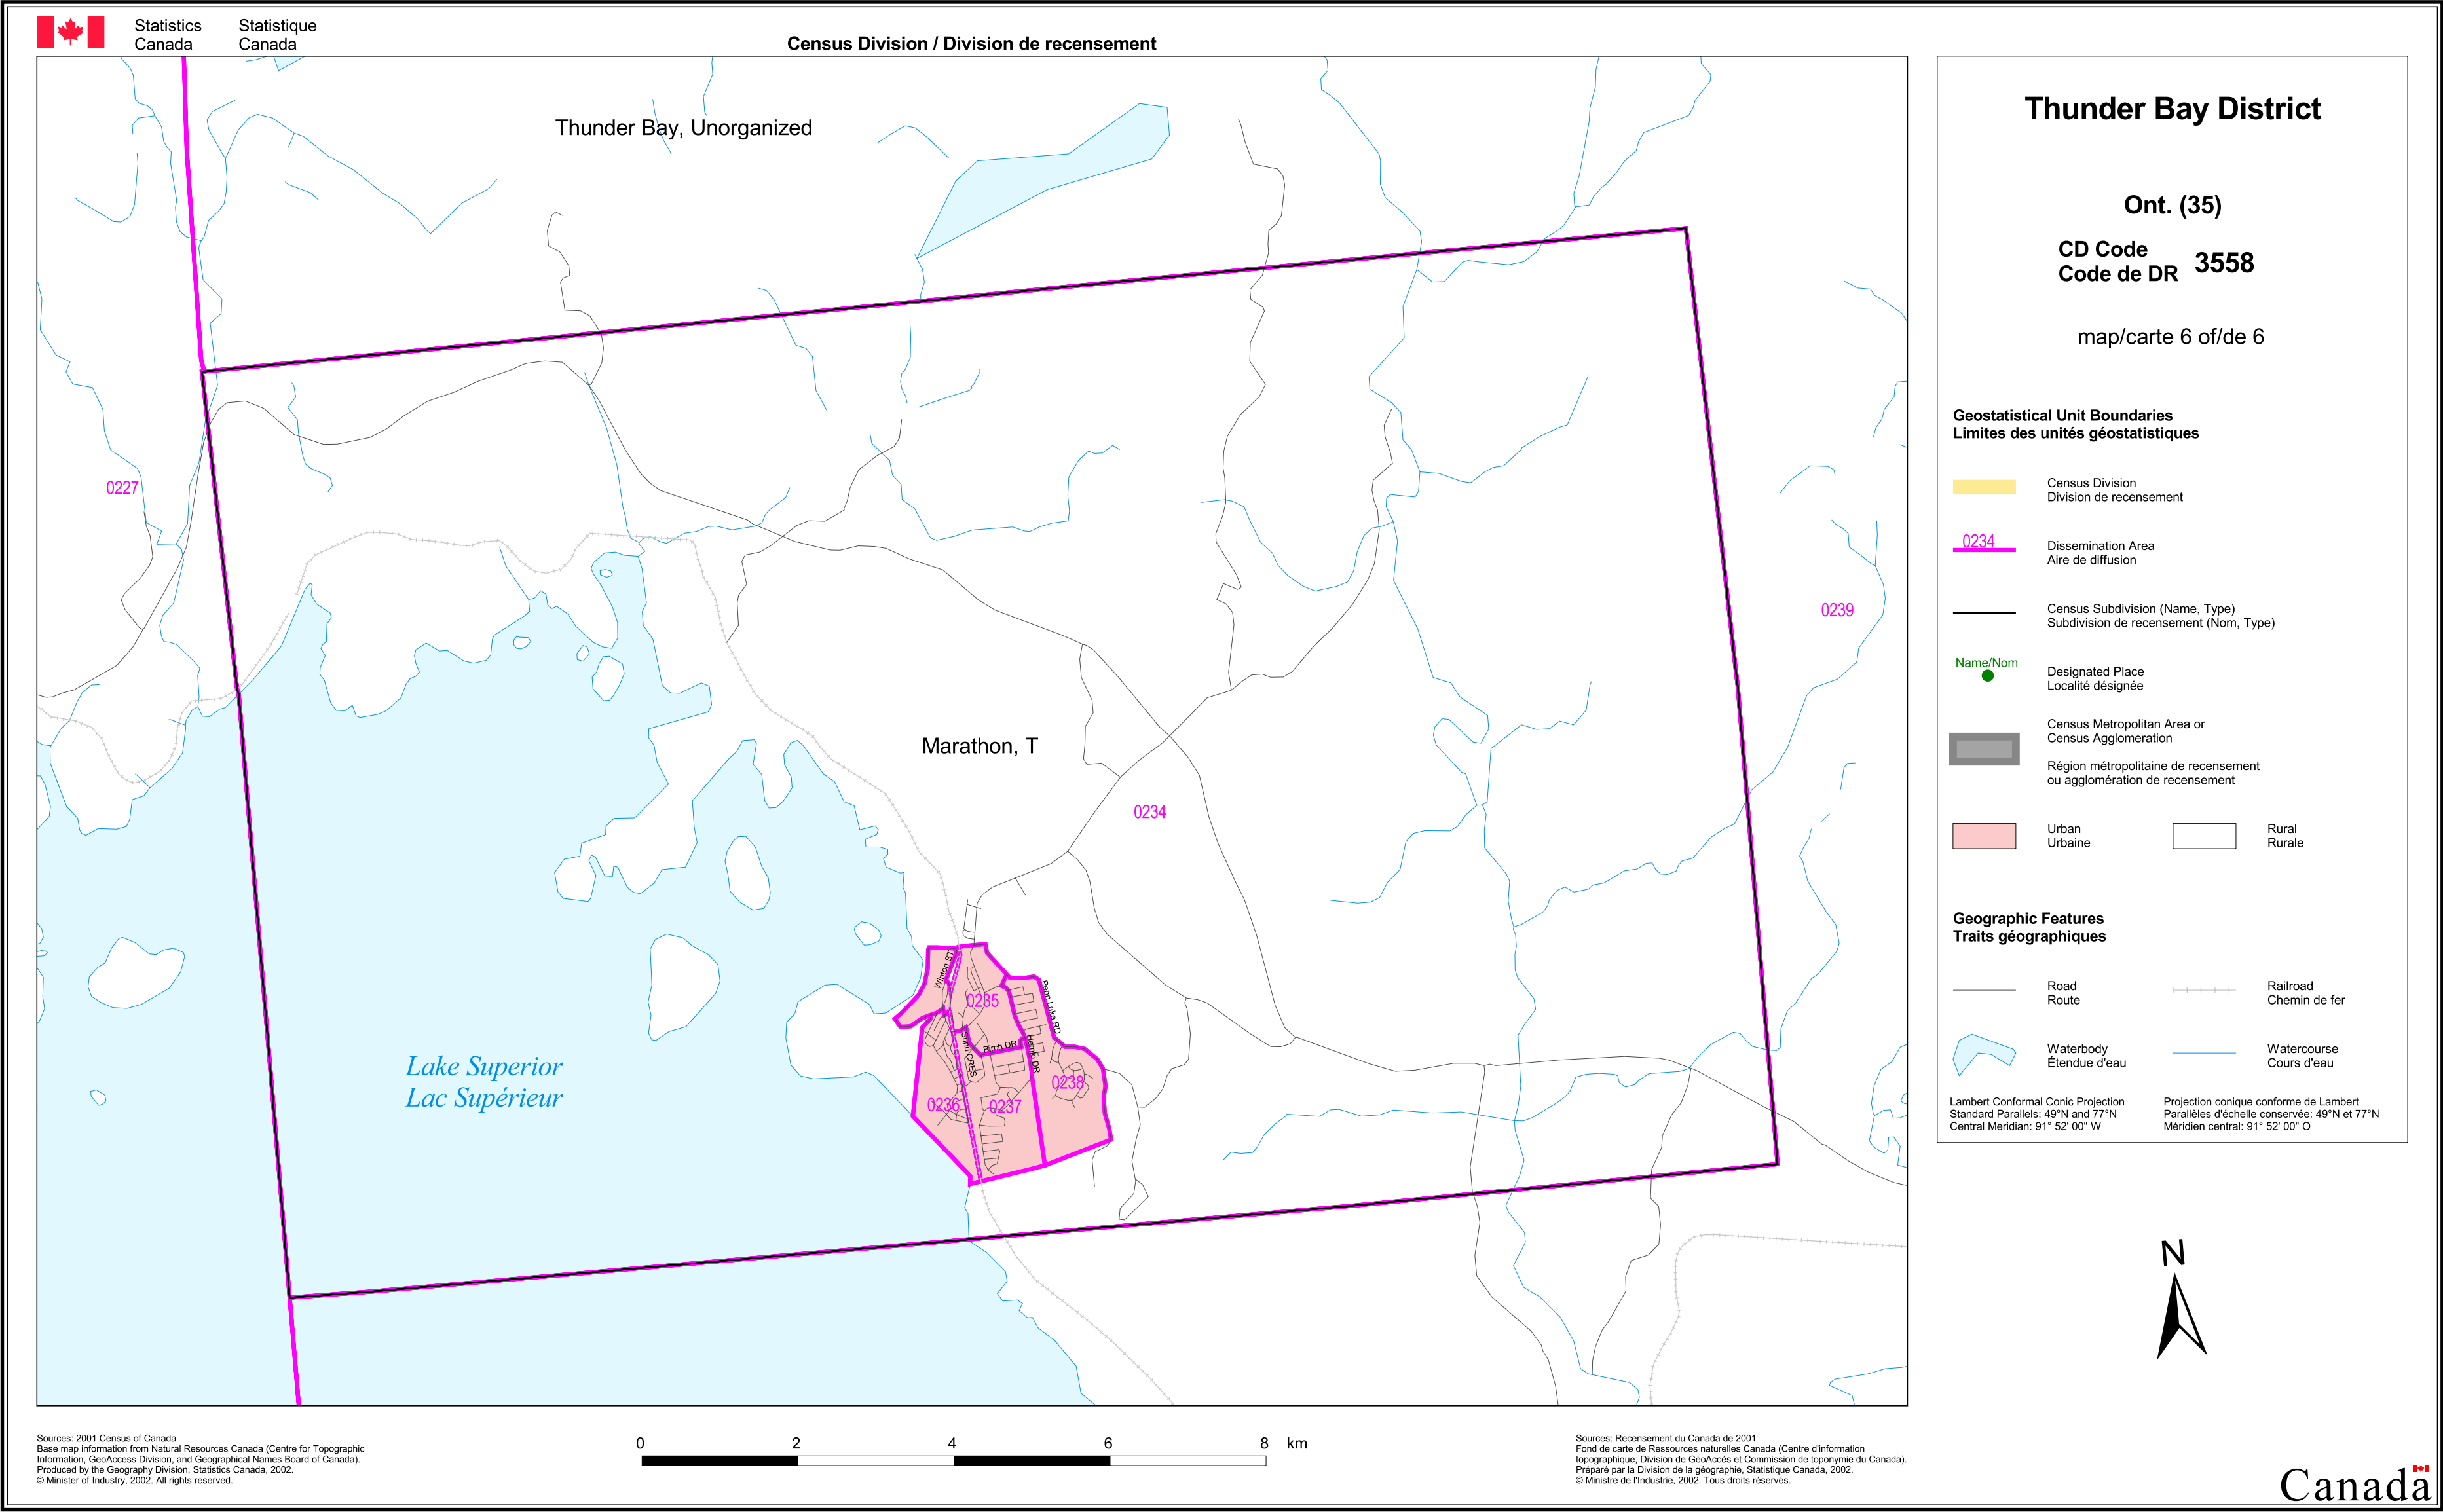 Statistics Statistique
Canada Canada
Census Division / Division de recensement
Thunder Bay, Unorganized
0227
0239
Marathon, T
0234
Winton ST
0235
Penn Lake RD
Birch DR
Hemlo DR
CRES
0238
0236
0237
Lake Superior
Lac Supérieur
Thunder Bay District
Ont. (35)
CD Code
Code de DR 3558
map/carte 6 of/de 6
Geostatistical Unit Boundaries
Limites des unités géostatistiques
Census Division
Division de recensement
0234
Dissemination Area
Aire de diffusion
Census Subdivision (Name, Type)
Subdivision de recensement (Nom, Type)
Name/Nom
Designated Place
Localité désignée
Census Metropolitan Area or
Census Agglomeration
Région métropolitaine de recensement
ou agglomération de recensement
Urban
Urbaine
Rural
Rurale
Geographic Features
Traits géographiques
Road
Route
Railroad
Chemin de fer
Waterbody
Étendue d'eau
Watercourse
Cours d'eau
Lambert Conformal Conic Projection
Standard Parallels: 49°N and 77°N
Central Meridian: 91° 52' 00" W
Projection conique conforme de Lambert
Parallèles d'échelle conservée: 49°N et 77°N
Méridien central: 91° 52' 00" O
N
Sources: 2001 Census of Canada
Base map information from Natural Resources Canada (Centre for Topographic
Information, GeoAccess Division, and Geographical Names Board of Canada).
Produced by the Geography Division, Statistics Canada, 2002.
© Minister of Industry, 2002. All rights reserved.
0 2 4 6 8 km
Sources: Recensement du Canada de 2001
Fond de carte de Ressources naturelles Canada (Centre d'information
topographique, Division de GéoAccès et Commission de toponymie du Canada).
Préparé par la Division de la géographie, Statistique Canada, 2002.
© Ministre de l'Industrie, 2002. Tous droits réservés.
Canada